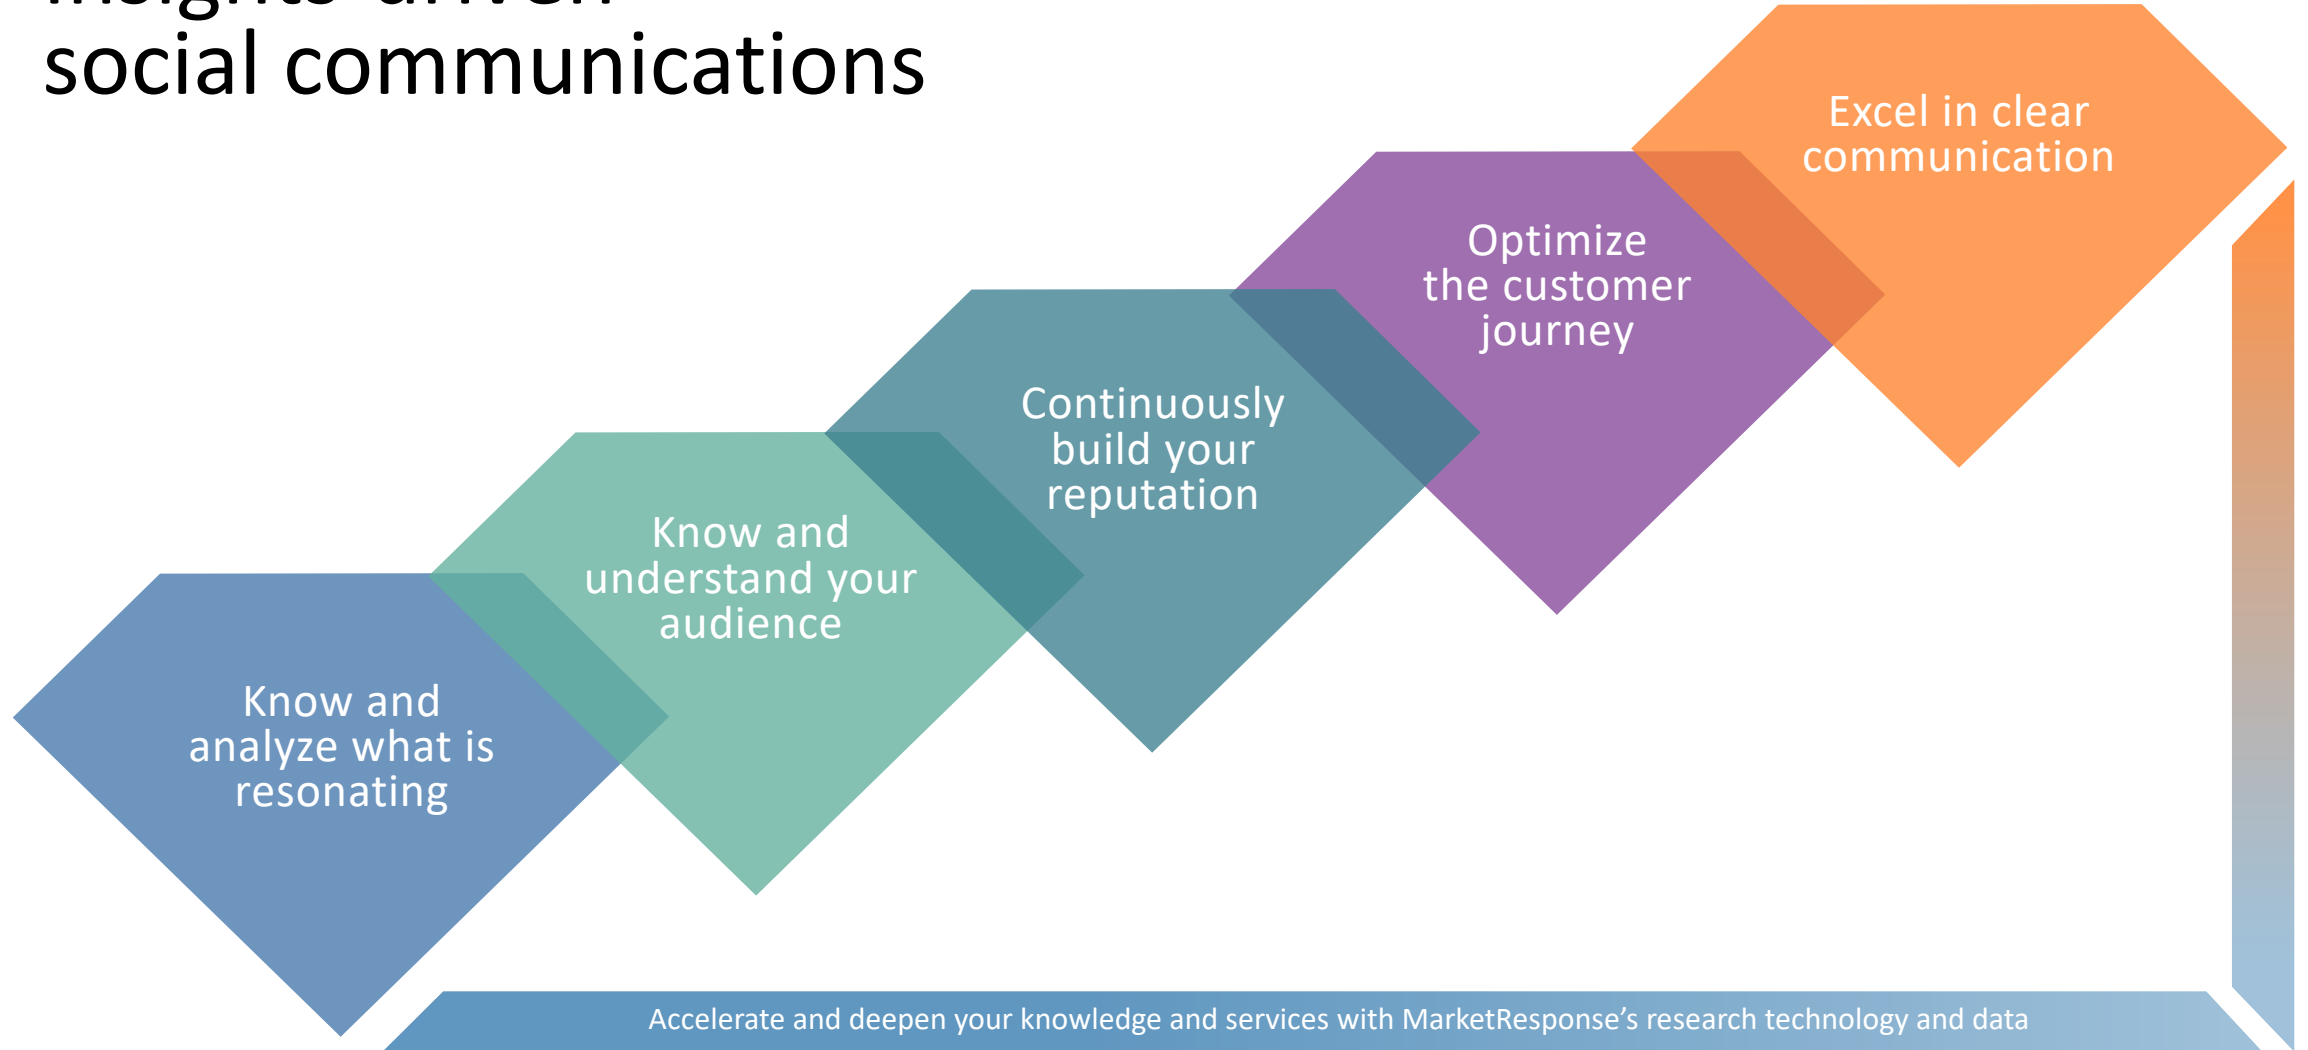 insights-driven
social communications
Excel in clear
communication
Optimize
the customer
journey
Continuously
build your
reputation
Know and
understand your
audience
Know and
analyze what is
resonating
Accelerate and deepen your knowledge and services with MarketResponse’s research technology and data